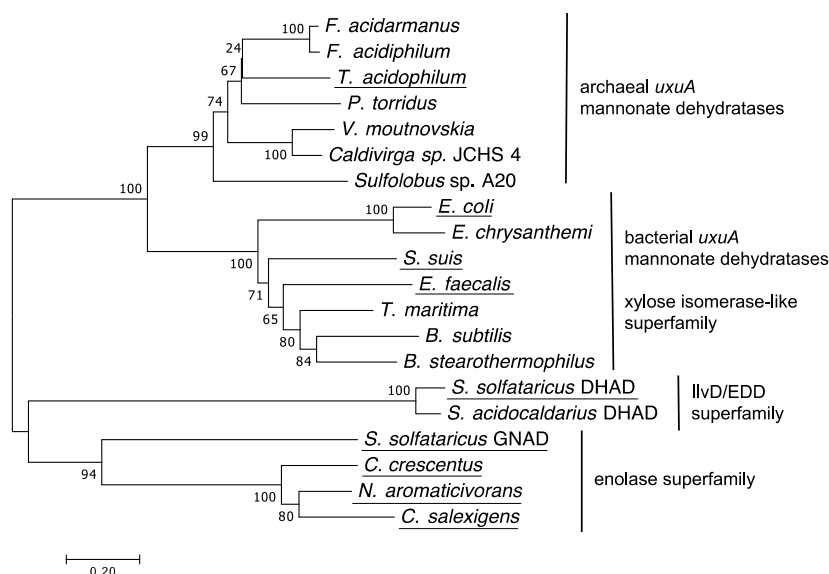 100
F. acidarmanus
F. acidiphilum
24
67
T. acidophilum
P. torridus
74
V. moutnovskia
100
Caldivirga sp. JCHS 4
99
Sulfolobus sp. A20
archaeal uxuA
mannonate dehydratases
100
100
E. coli
E. chrysanthemi
100
S. suis
71
E. faecalis
65
T. maritima
80
B. subtilis
84
B. stearothermophilus
bacterial uxuA
mannonate dehydratases
xylose isomerase-like
superfamily
100
S. solfataricus DHAD
S. acidocaldarius DHAD
IlvD/EDD
superfamily
S. solfataricus GNAD
94
C. crescentus
100
N. aromaticivorans
80
C. salexigens
enolase superfamily
0.20